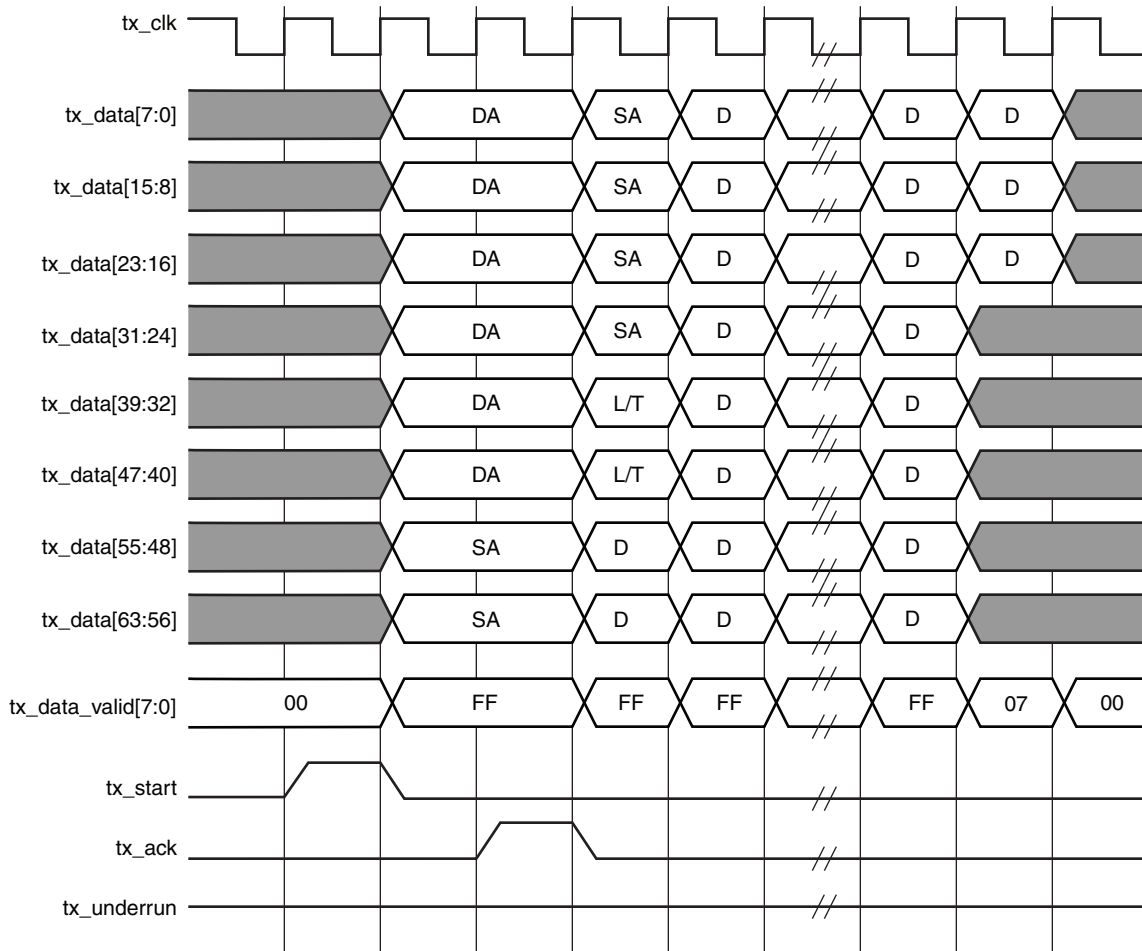 tx_clk
tx_data[7:0] DA SA D D D
tx_data[15:8] DA SA D D D
tx_data[23:16] DA SA D D D
tx_data[31:24] DA SA D D
tx_data[39:32] DA L/T D D
tx_data[47:40] DA L/T D D
tx_data[55:48] SA D D D
tx_data[63:56] SA D D D
tx_data_valid[7:0] 00 FF FF FF FF 07 00
tx_start
tx_ack
tx_underrun